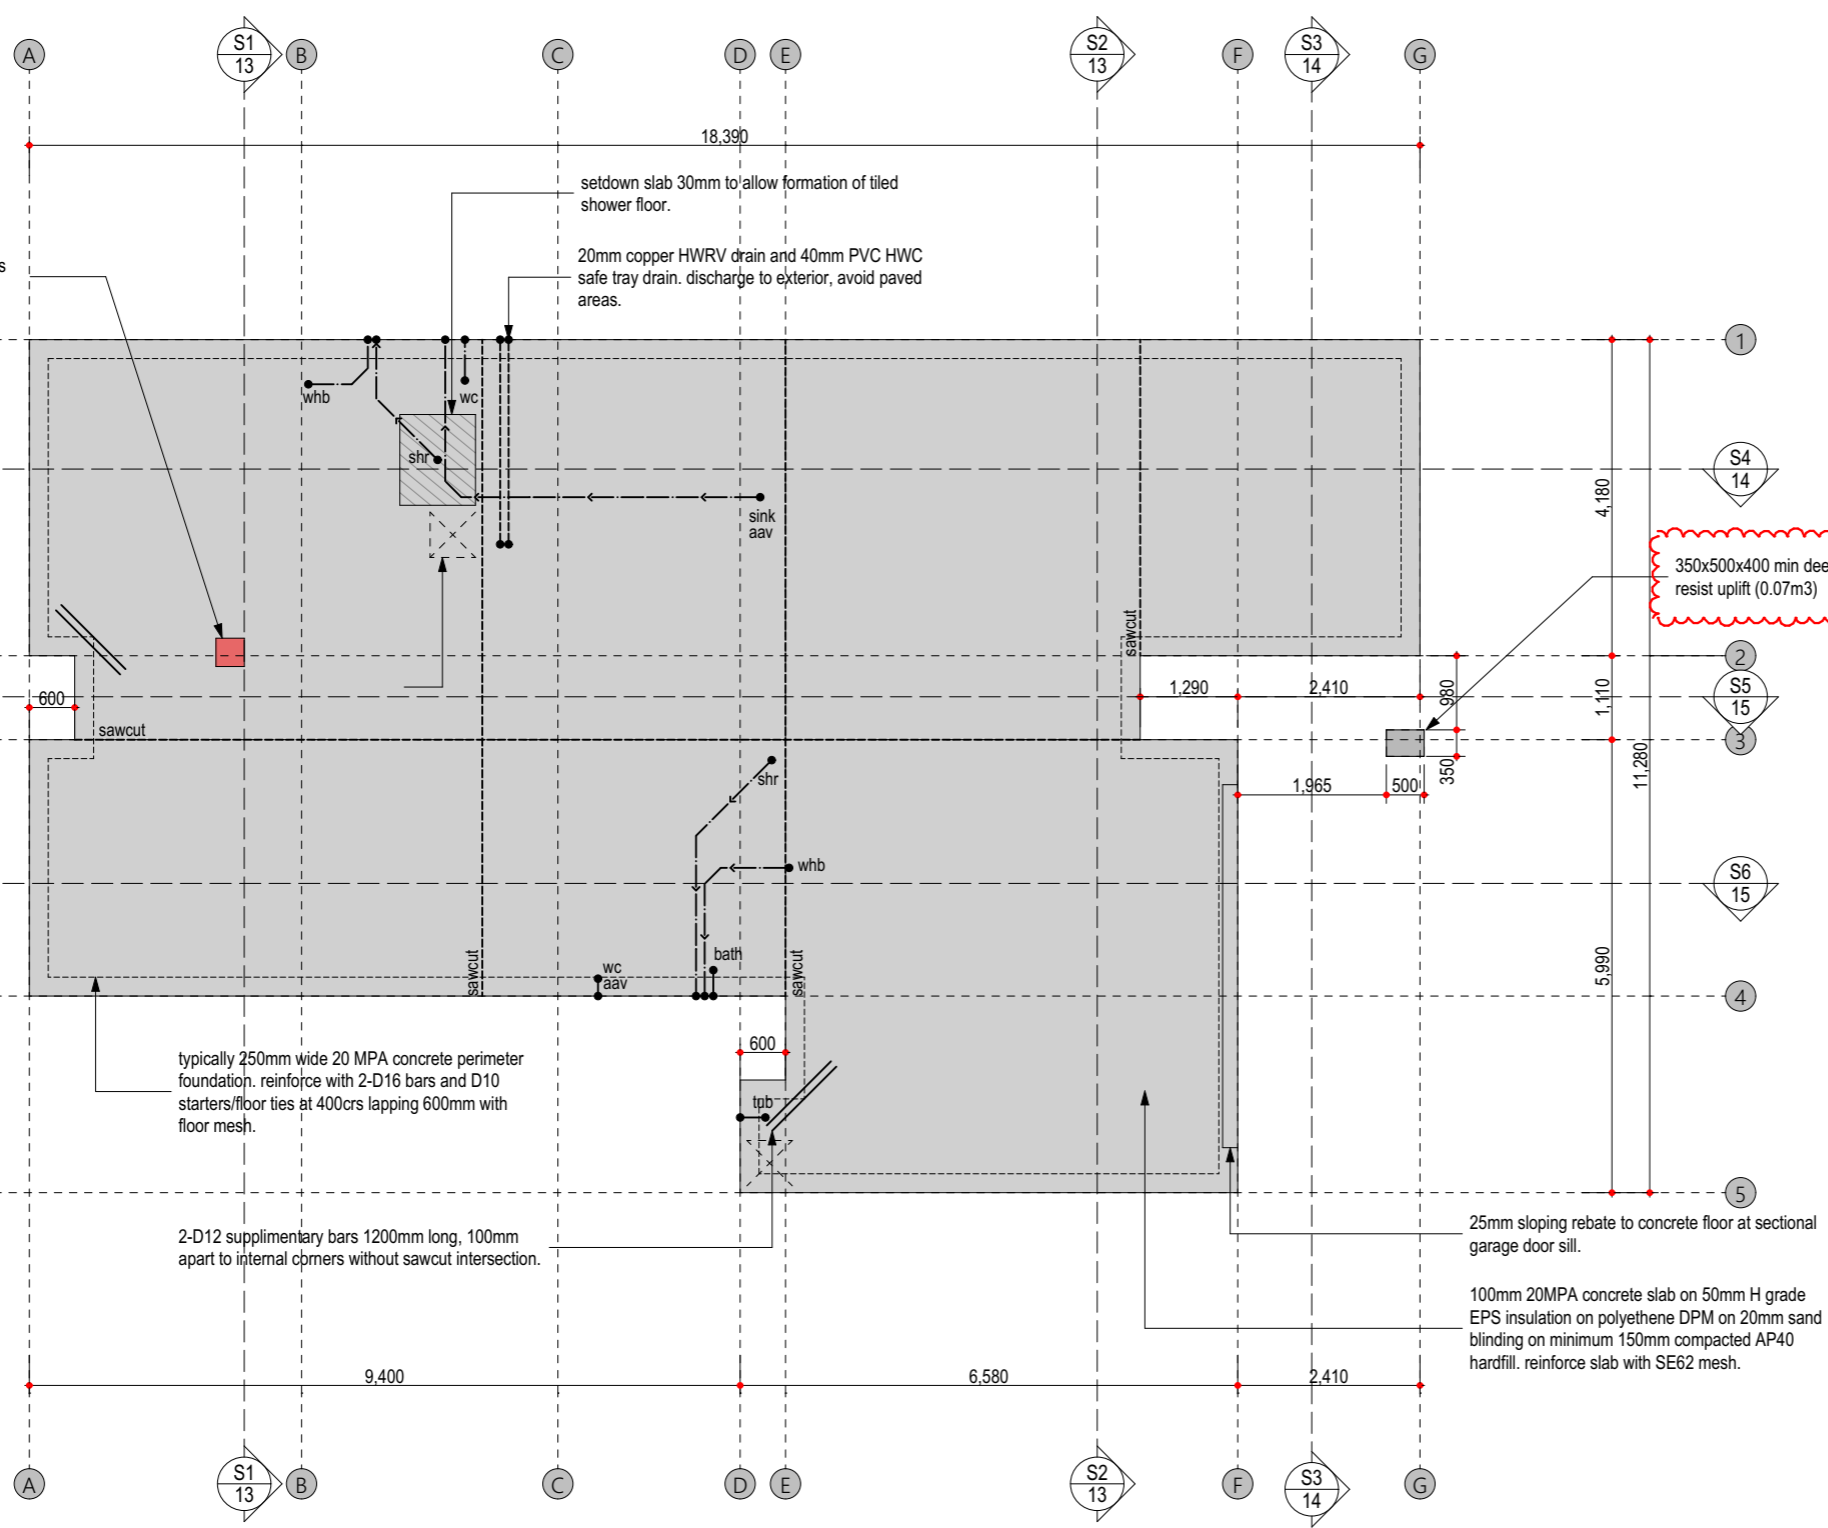 A
S1
13
B
C
D
E
S2
13
F
S3
14
G
18,390
setdown slab 30mm to allow formation of tiled
shower floor.
20mm copper HWRV drain and 40mm PVC HWC
safe tray drain. discharge to exterior, avoid paved
areas.
s
1
whb
wc
shr
sink
aav
S4
14
4,180
350x500x400 min dee
resist uplift (0.07m3)
sawcut
2
600
1,290
2,410
980
1,110
S5
15
sawcut
3
350
11,280
1,965
500
shr
whb
S6
15
bath
wc
aav
sawcut
sawcut
5,990
4
600
typically 250mm wide 20 MPA concrete perimeter
foundation. reinforce with 2-D16 bars and D10
starters/floor ties at 400crs lapping 600mm with
floor mesh.
tub
5
2-D12 supplimentary bars 1200mm long, 100mm
apart to internal corners without sawcut intersection.
25mm sloping rebate to concrete floor at sectional
garage door sill.
100mm 20MPA concrete slab on 50mm H grade
EPS insulation on polyethene DPM on 20mm sand
blinding on minimum 150mm compacted AP40
hardfill. reinforce slab with SE62 mesh.
9,400
6,580
2,410
A
S1
13
B
C
D
E
S2
13
F
S3
14
G